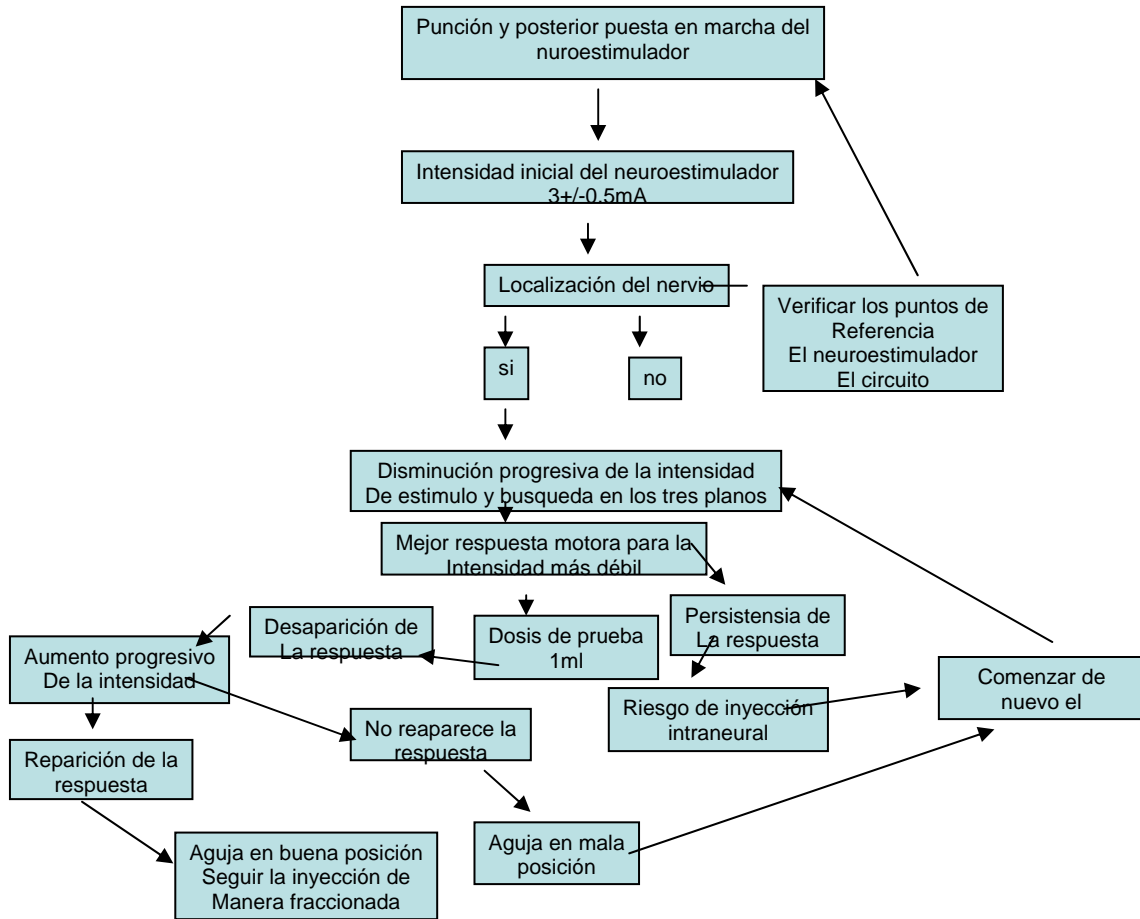 Punción y posterior puesta en marcha del
nuroestimulador
Intensidad inicial del neuroestimulador
3+/-0.5mA
Localización del nervio
Verificar los puntos de
Referencia
El neuroestimulador
El circuito
si
no
Disminución progresiva de la intensidad
De estimulo y busqueda en los tres planos
Mejor respuesta motora para la
Intensidad más débil
Desaparición de
La respuesta
Dosis de prueba
1ml
Persistensia de
La respuesta
Aumento progresivo
De la intensidad
Comenzar de
nuevo el
Riesgo de inyección
intraneural
No reaparece la
respuesta
Reparición de la
respuesta
Aguja en mala
posición
Aguja en buena posición
Seguir la inyección de
Manera fraccionada